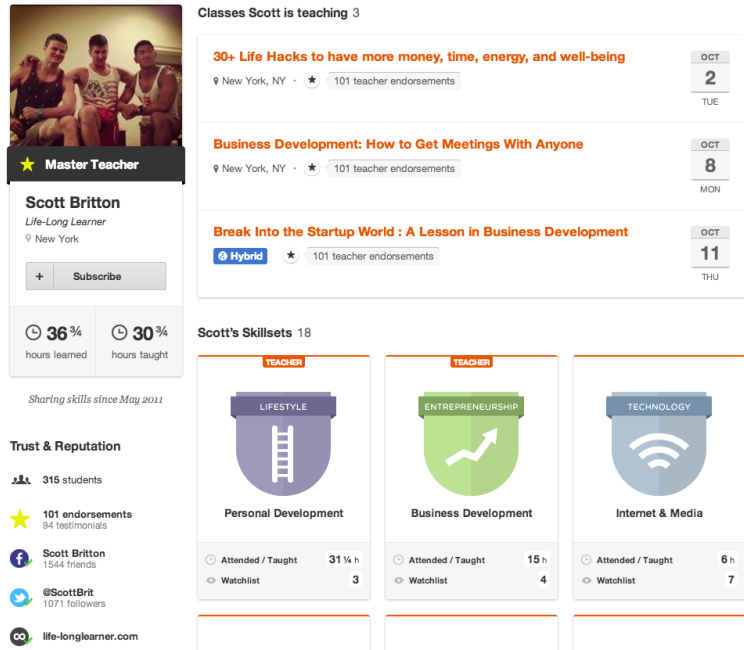 Master Teacher
Scott Britton
Life-Long Learner
New York
+ Subscribe
36 ¾ 30 ¾
hours learned hours taught
Sharing skills since May 2011
Trust & Reputation
315 students
101 endorsements
94 testimonials
Scott Britton
1544 friends
@ScottBrit
1071 followers
life-longlearner.com
Classes Scott is teaching 3
30+ Life Hacks to have more money, time, energy, and well-being
New York, NY · 101 teacher endorsements
OCT
2
TUE
Business Development: How to Get Meetings With Anyone
New York, NY · 101 teacher endorsements
OCT
8
MON
Break Into the Startup World : A Lesson in Business Development
Hybrid 101 teacher endorsements
OCT
11
THU
Scott's Skillsets 18
TEACHER
LIFESTYLE
Personal Development
Attended / Taught 31 ¼ h
Watchlist 3
TEACHER
ENTREPRENEURSHIP
Business Development
Attended / Taught 15 h
Watchlist 4
TECHNOLOGY
Internet & Media
Attended / Taught 6 h
Watchlist 7